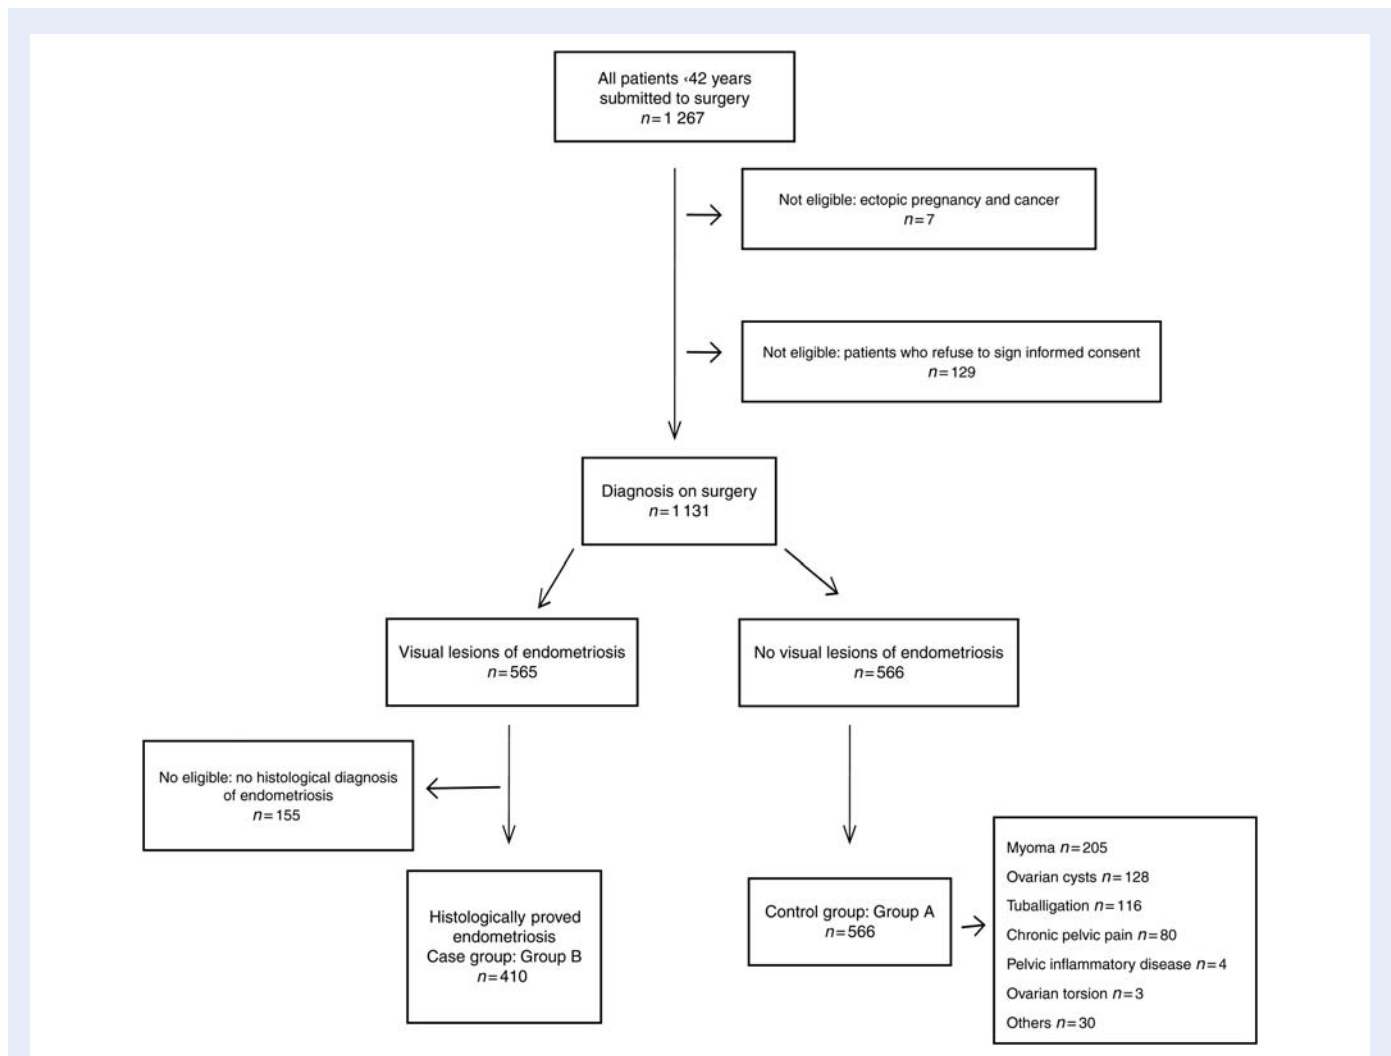 All patients ‹42 years
submitted to surgery
n=1 267
Not eligible: ectopic pregnancy and cancer
n=7
Not eligible: patients who refuse to sign informed consent
n=129
Diagnosis on surgery
n=1 131
Visual lesions of endometriosis
n=565
No visual lesions of endometriosis
n=566
No eligible: no histological diagnosis
of endometriosis
n=155
Histologically proved
endometriosis
Case group: Group B
n=410
Control group: Group A
n=566
Myoma n=205
Ovarian cysts n=128
Tuballigation n=116
Chronic pelvic pain n=80
Pelvic inflammatory disease n=4
Ovarian torsion n=3
Others n=30